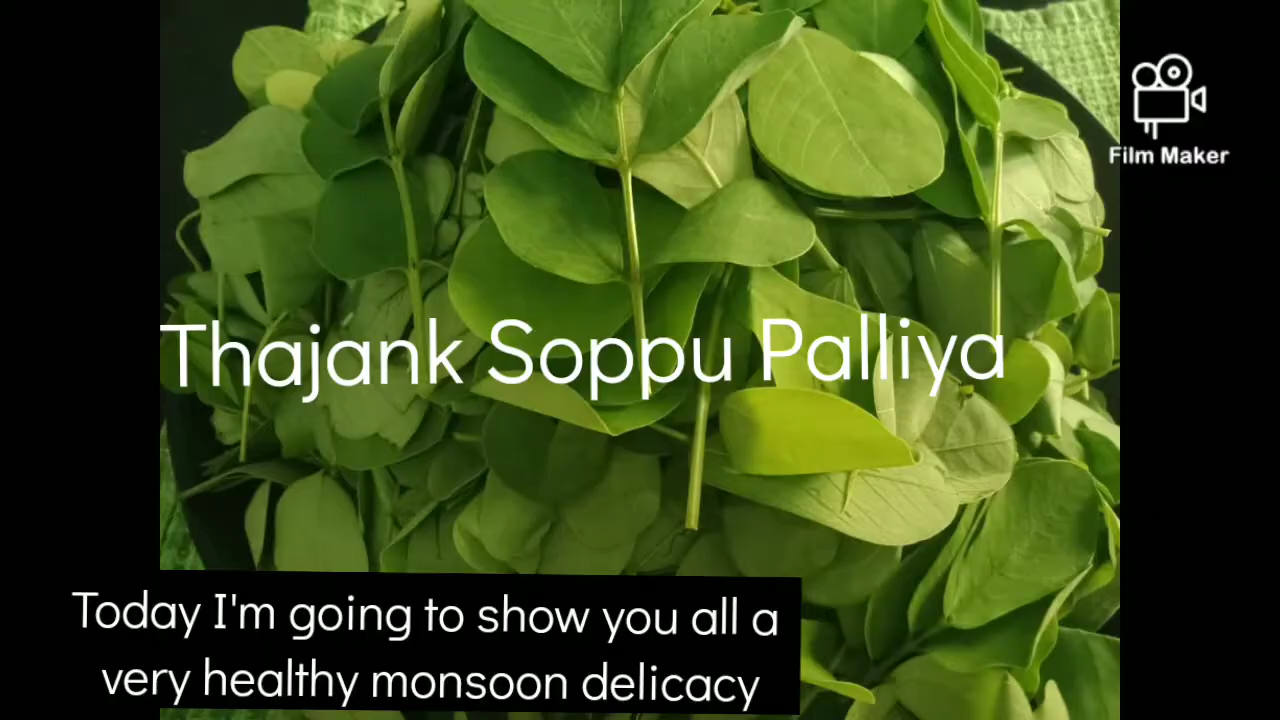 Film Maker
Thajank Soppu Palliya
Today I'm going to show you all a
very healthy monsoon delicacy